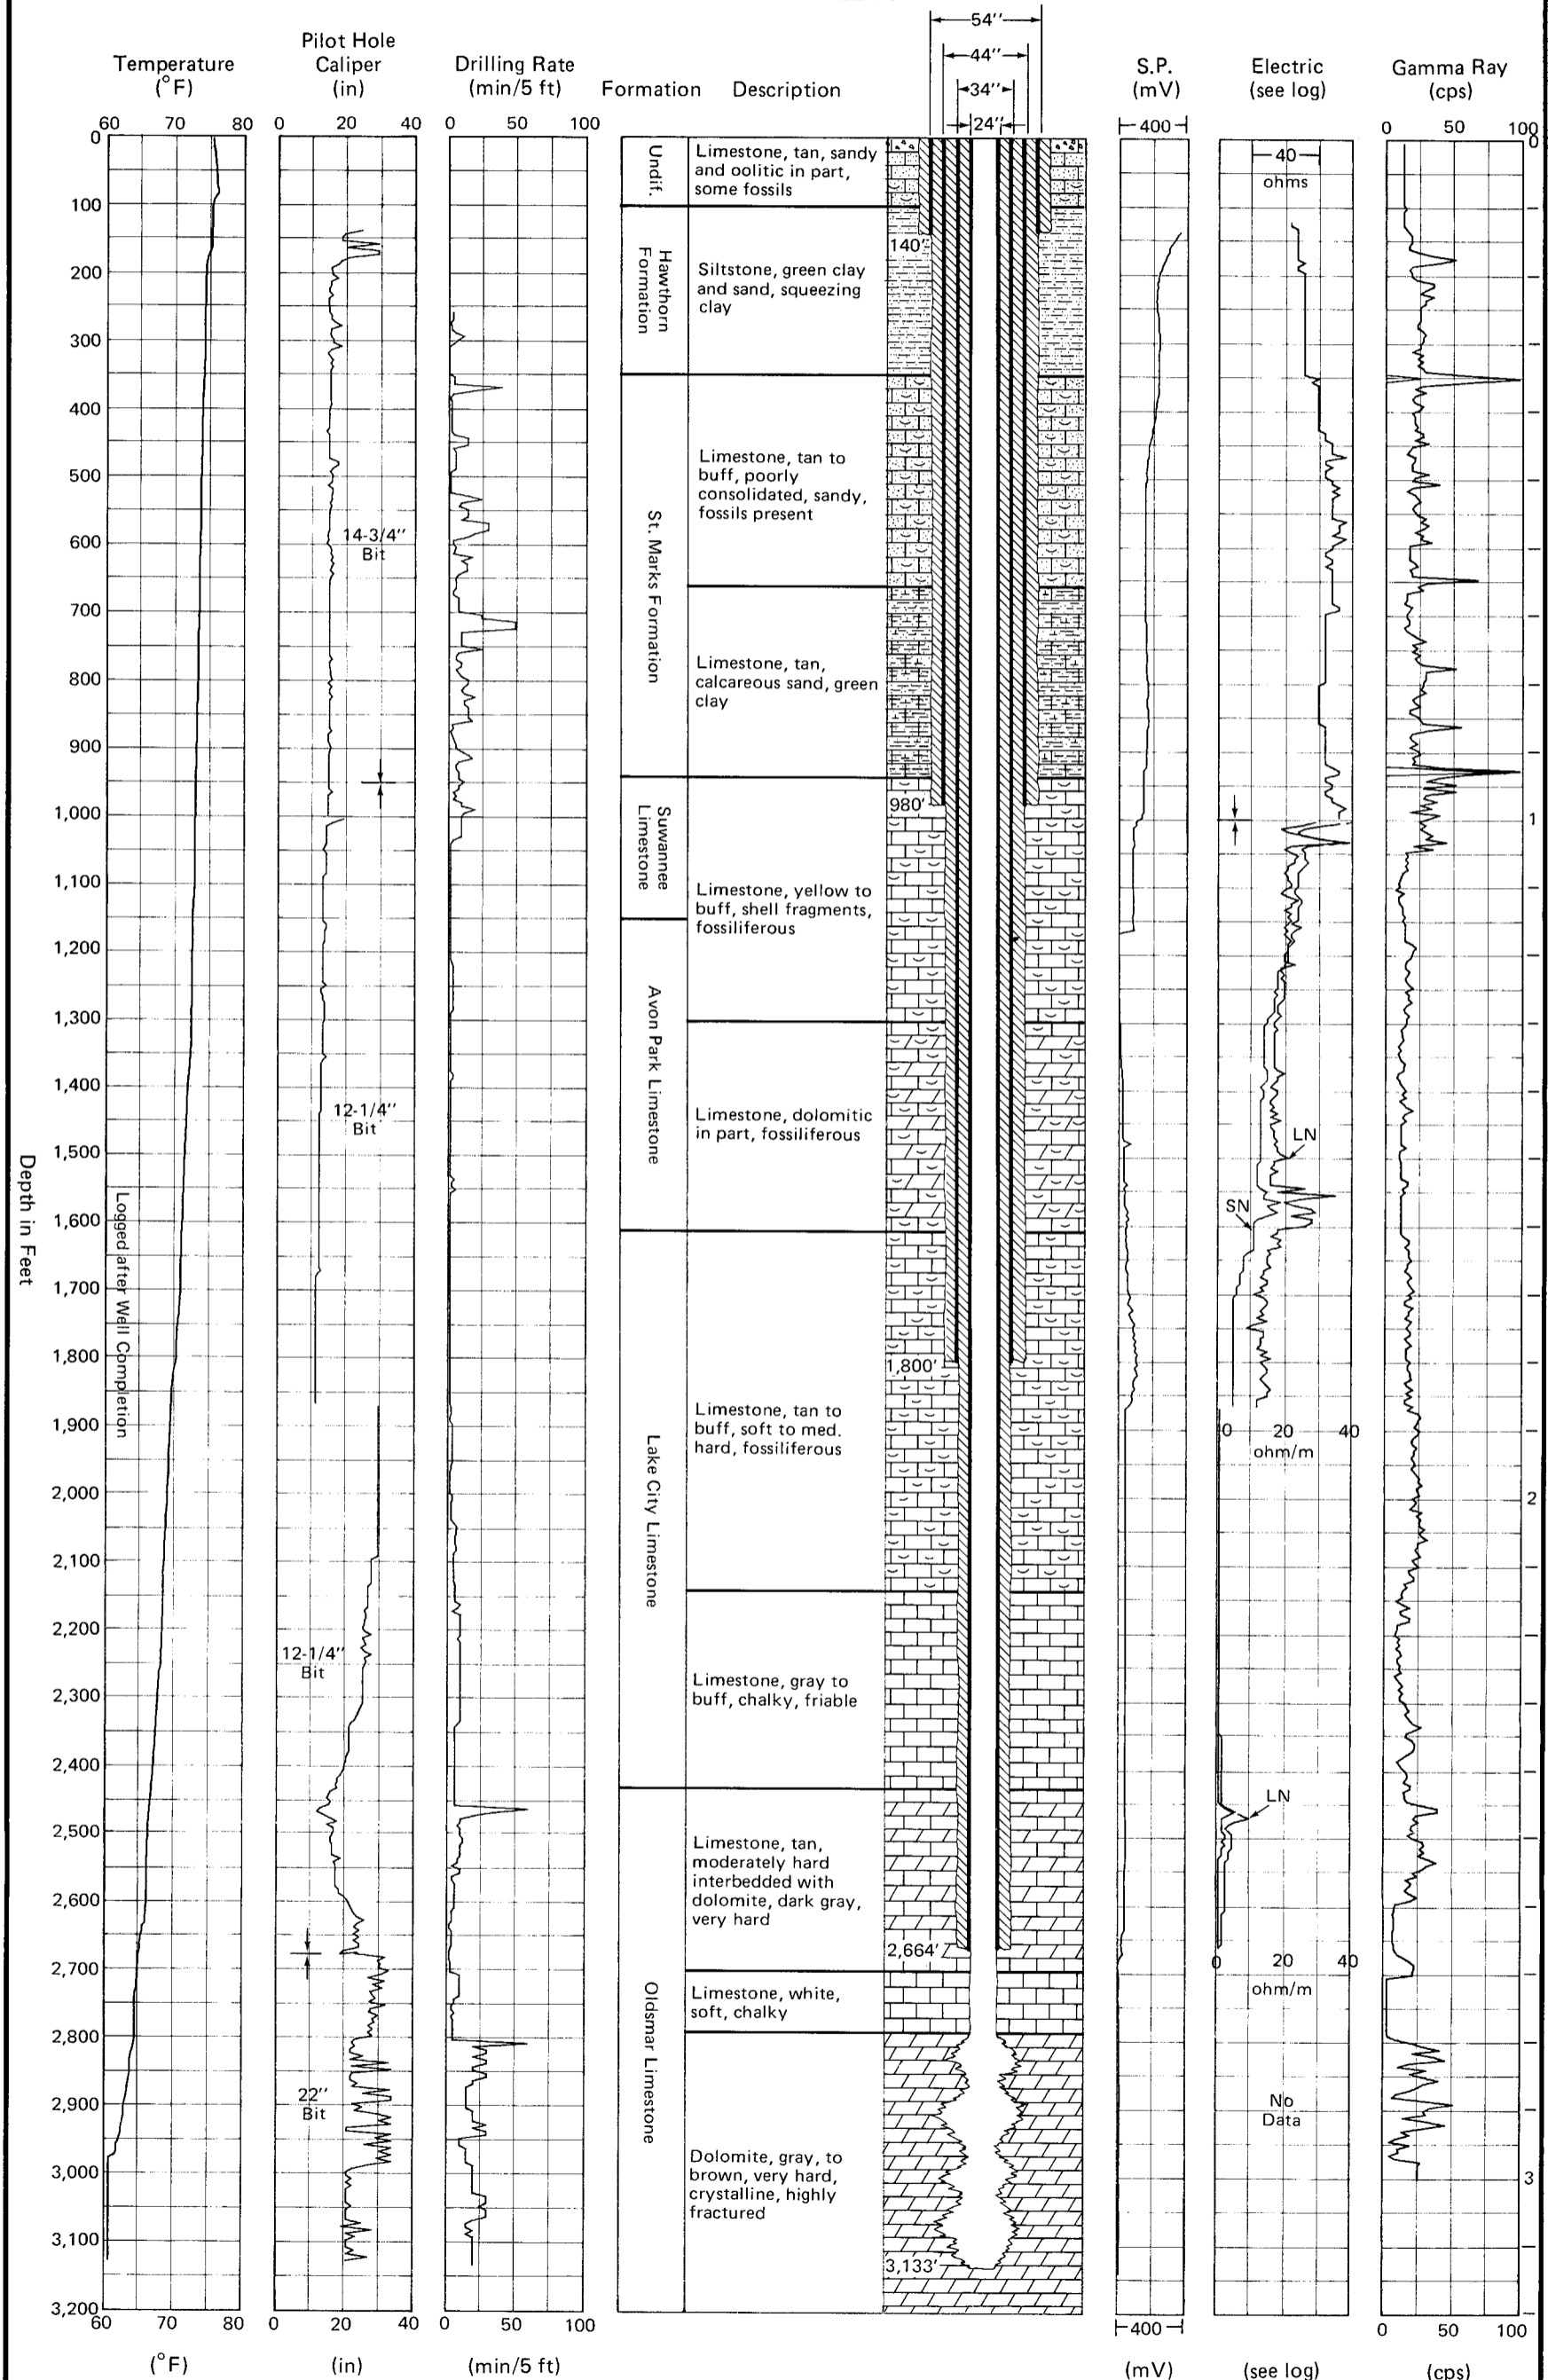 54"
44"
34"
24"
Temperature
(°F)
Pilot Hole
Caliper
(in)
Drilling Rate
(min/5 ft)
Formation
Description
S.P.
(mV)
Electric
(see log)
Gamma Ray
(cps)
60 70 80
0 20 40
0 50 100
400
40
ohms
0 50 100
Depth in Feet
0
100
200
300
400
500
600
700
800
900
1,000
1,100
1,200
1,300
1,400
1,500
1,600
1,700
1,800
1,900
2,000
2,100
2,200
2,300
2,400
2,500
2,600
2,700
2,800
2,900
3,000
3,100
3,200
Logged after Well Completion
14-3/4"
Bit
12-1/4"
Bit
12-1/4"
Bit
22"
Bit
Undif.
Hawthorn
Formation
St. Marks Formation
Suwannee
Limestone
Avon Park Limestone
Lake City Limestone
Oldsmar Limestone
Limestone, tan, sandy
and oolitic in part,
some fossils
Siltstone, green clay
and sand, squeezing
clay
Limestone, tan to
buff, poorly
consolidated, sandy,
fossils present
Limestone, tan,
calcareous sand, green
clay
Limestone, yellow to
buff, shell fragments,
fossiliferous
Limestone, dolomitic
in part, fossiliferous
Limestone, tan to
buff, soft to med.
hard, fossiliferous
Limestone, gray to
buff, chalky, friable
Limestone, tan,
moderately hard
interbedded with
dolomite, dark gray,
very hard
Limestone, white,
soft, chalky
Dolomite, gray, to
brown, very hard,
crystalline, highly
fractured
140'
980'
1,800'
2,664'
3,133'
LN
SN
0 20 40
ohm/m
LN
0 20 40
ohm/m
No
Data
0
1
2
3
60 70 80
0 20 40
0 50 100
400
0 50 100
(°F)
(in)
(min/5 ft)
(mV)
(see log)
(cps)